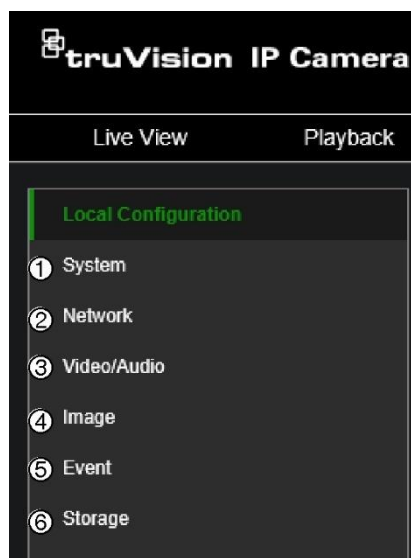 truVision IP Camera
Live View Playback
Local Configuration
① System
② Network
③ Video/Audio
④ Image
⑤ Event
⑥ Storage